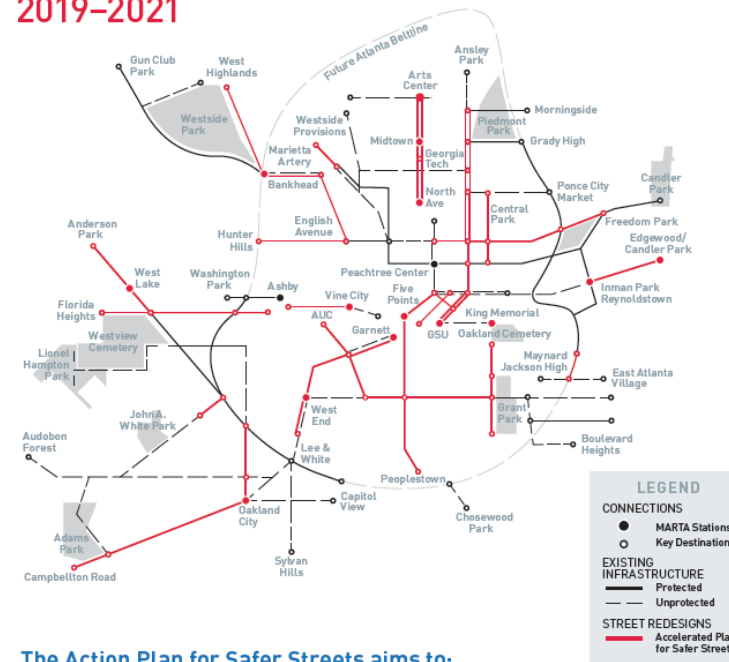 2019–2021
Future Atlanta Beltline
Gun Club
Park
West
Highlands
Ansley
Park
Arts
Center
Westside
Park
Westside
Provisions
Morningside
Piedmont
Park
Midtown
Grady High
Marietta
Artery
Georgia
Tech
Bankhead
North
Ave
Ponce City
Market
Candler
Park
Central
Park
Freedom Park
Anderson
Park
English
Avenue
Hunter
Hills
Edgewood/
Candler Park
Peachtree Center
West
Lake
Washington
Park
Ashby
Vine City
Five
Points
Inman Park
Reynoldstown
Florida
Heights
AUC
Garnett
King Memorial
GSU
Oakland Cemetery
Westview
Cemetery
Lionel
Hampton
Park
Maynard
Jackson High
East Atlanta
Village
John A.
White Park
West
End
Grant
Park
Audobon
Forest
Lee &
White
Boulevard
Heights
Peoplestown
Oakland
City
Capitol
View
Chosewood
Park
Adams
Park
Sylvan
Hills
Campbellton Road
LEGEND
CONNECTIONS
MARTA Stations
Key Destination
EXISTING
INFRASTRUCTURE
Protected
Unprotected
STREET REDESIGNS
Accelerated Pla
for Safer Street
The Action Plan for Safer Streets aims to: